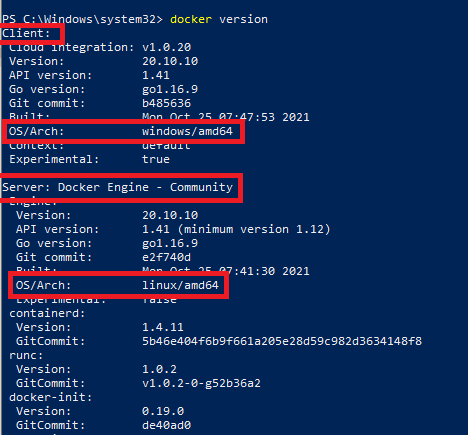 PS C:\Windows\system32> docker version
Client:
Cloud integration: v1.0.20
Version: 20.10.10
API version: 1.41
Go version: go1.16.9
Git commit: b485636
Built: Mon Oct 25 07:47:53 2021
OS/Arch: windows/amd64
Context: default
Experimental: true
Server: Docker Engine - Community
Engine:
Version: 20.10.10
API version: 1.41 (minimum version 1.12)
Go version: go1.16.9
Git commit: e2f740d
Built: Mon Oct 25 07:41:30 2021
OS/Arch: linux/amd64
Experimental: false
containerd:
Version: 1.4.11
GitCommit: 5b46e404f6b9f661a205e28d59c982d3634148f8
runc:
Version: 1.0.2
GitCommit: v1.0.2-0-g52b36a2
docker-init:
Version: 0.19.0
GitCommit: de40ad0